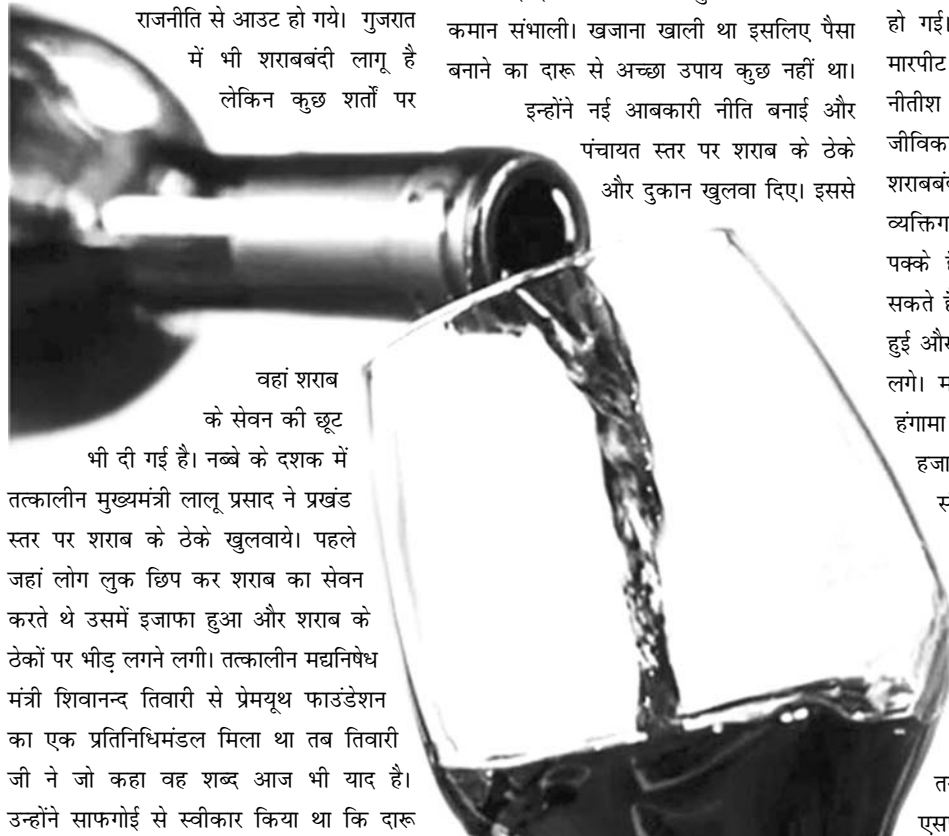 राजनीति से आउट हो गये। गुजरात
में भी शराबबंदी लागू है
लेकिन कुछ शर्तों पर
वहां शराब
के सेवन की छूट
भी दी गई है। नब्बे के दशक में
तत्कालीन मुख्यमंत्री लालू प्रसाद ने प्रखंड
स्तर पर शराब के ठेके खुलवाये। पहले
जहां लोग लुक छिप कर शराब का सेवन
करते थे उसमें इजाफा हुआ और शराब के
ठेकों पर भीड़ लगने लगी। तत्कालीन मद्यनिषेध
मंत्री शिवानन्द तिवारी से प्रेमयूथ फाउंडेशन
का एक प्रतिनिधिमंडल मिला था तब तिवारी
जी ने जो कहा वह शब्द आज भी याद है।
उन्होंने साफगोई से स्वीकार किया था कि दारू
कमान संभाली। खजाना खाली था इसलिए पैसा
बनाने का दारू से अच्छा उपाय कुछ नहीं था।
इन्होंने नई आबकारी नीति बनाई और
पंचायत स्तर पर शराब के ठेके
और दुकान खुलवा दिए। इससे
हो गई।
मारपीट
नीतीश
पक्के
सकते
हुई और
लगे।
हंगामा